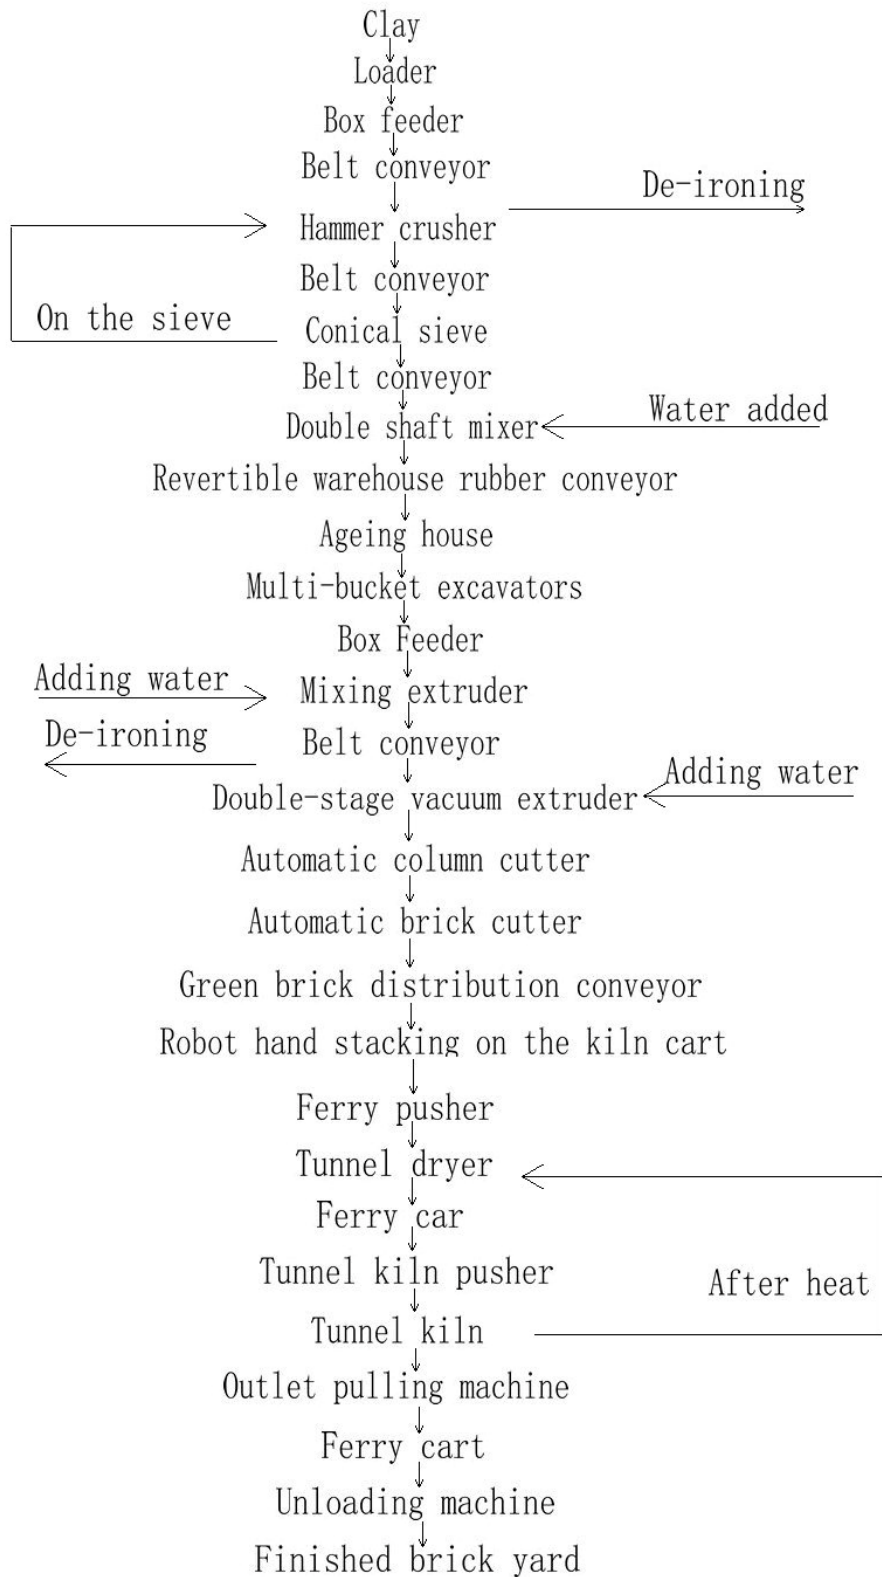 Clay
Loader
Box feeder
Belt conveyor
De-ironing
Hammer crusher
Belt conveyor
On the sieve
Conical sieve
Belt conveyor
Water added
Double shaft mixer
Revertible warehouse rubber conveyor
Ageing house
Multi-bucket excavators
Box Feeder
Adding water
Mixing extruder
De-ironing
Belt conveyor
Adding water
Double-stage vacuum extruder
Automatic column cutter
Automatic brick cutter
Green brick distribution conveyor
Robot hand stacking on the kiln cart
Ferry pusher
Tunnel dryer
Ferry car
Tunnel kiln pusher
After heat
Tunnel kiln
Outlet pulling machine
Ferry cart
Unloading machine
Finished brick yard